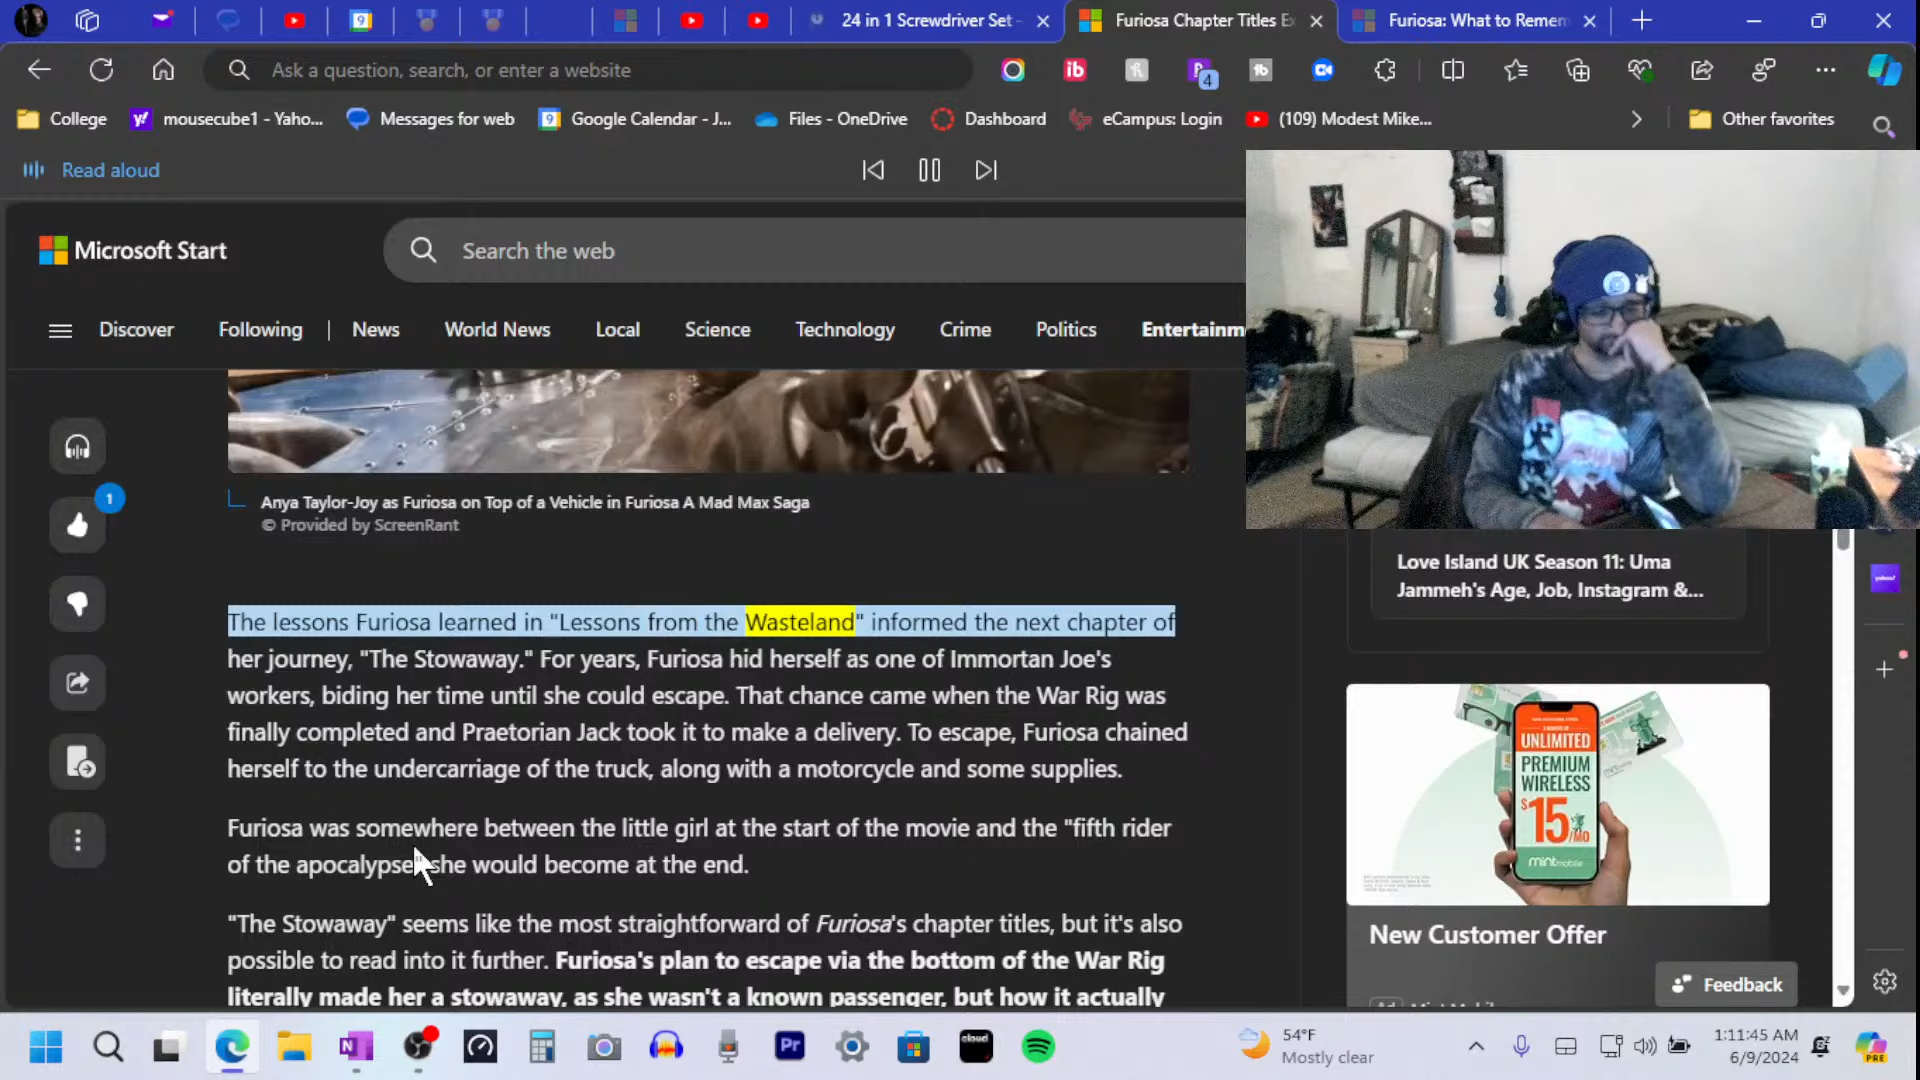 24 in 1 Screwdriver Set -
Furiosa Chapter Titles Ex
Furiosa: What to Remem
Ask a question, search, or enter a website
4
College
mousecube1 - Yaho...
Messages for web
9
Google Calendar - J...
Files - OneDrive
Dashboard
eCampus: Login
(109) Modest Mike...
Other favorites
Read aloud
Microsoft Start
Search the web
Discover
Following
News
World News
Local
Science
Technology
Crime
Politics
Entertainm
1
Anya Taylor-Joy as Furiosa on Top of a Vehicle in Furiosa A Mad Max Saga
© Provided by ScreenRant
The lessons Furiosa learned in "Lessons from the Wasteland" informed the next chapter of
her journey, "The Stowaway." For years, Furiosa hid herself as one of Immortan Joe's
workers, biding her time until she could escape. That chance came when the War Rig was
finally completed and Praetorian Jack took it to make a delivery. To escape, Furiosa chained
herself to the undercarriage of the truck, along with a motorcycle and some supplies.
Furiosa was somewhere between the little girl at the start of the movie and the "fifth rider
of the apocalypse" she would become at the end.
"The Stowaway" seems like the most straightforward of Furiosa's chapter titles, but it's also
possible to read into it further. Furiosa's plan to escape via the bottom of the War Rig
literally made her a stowaway, as she wasn't a known passenger, but how it actually
Love Island UK Season 11: Uma
Jammeh's Age, Job, Instagram &...
UNLIMITED
PREMIUM
WIRELESS
$15/MO
mintmobile
New Customer Offer
Feedback
54°F
Mostly clear
1:11:45 AM
6/9/2024